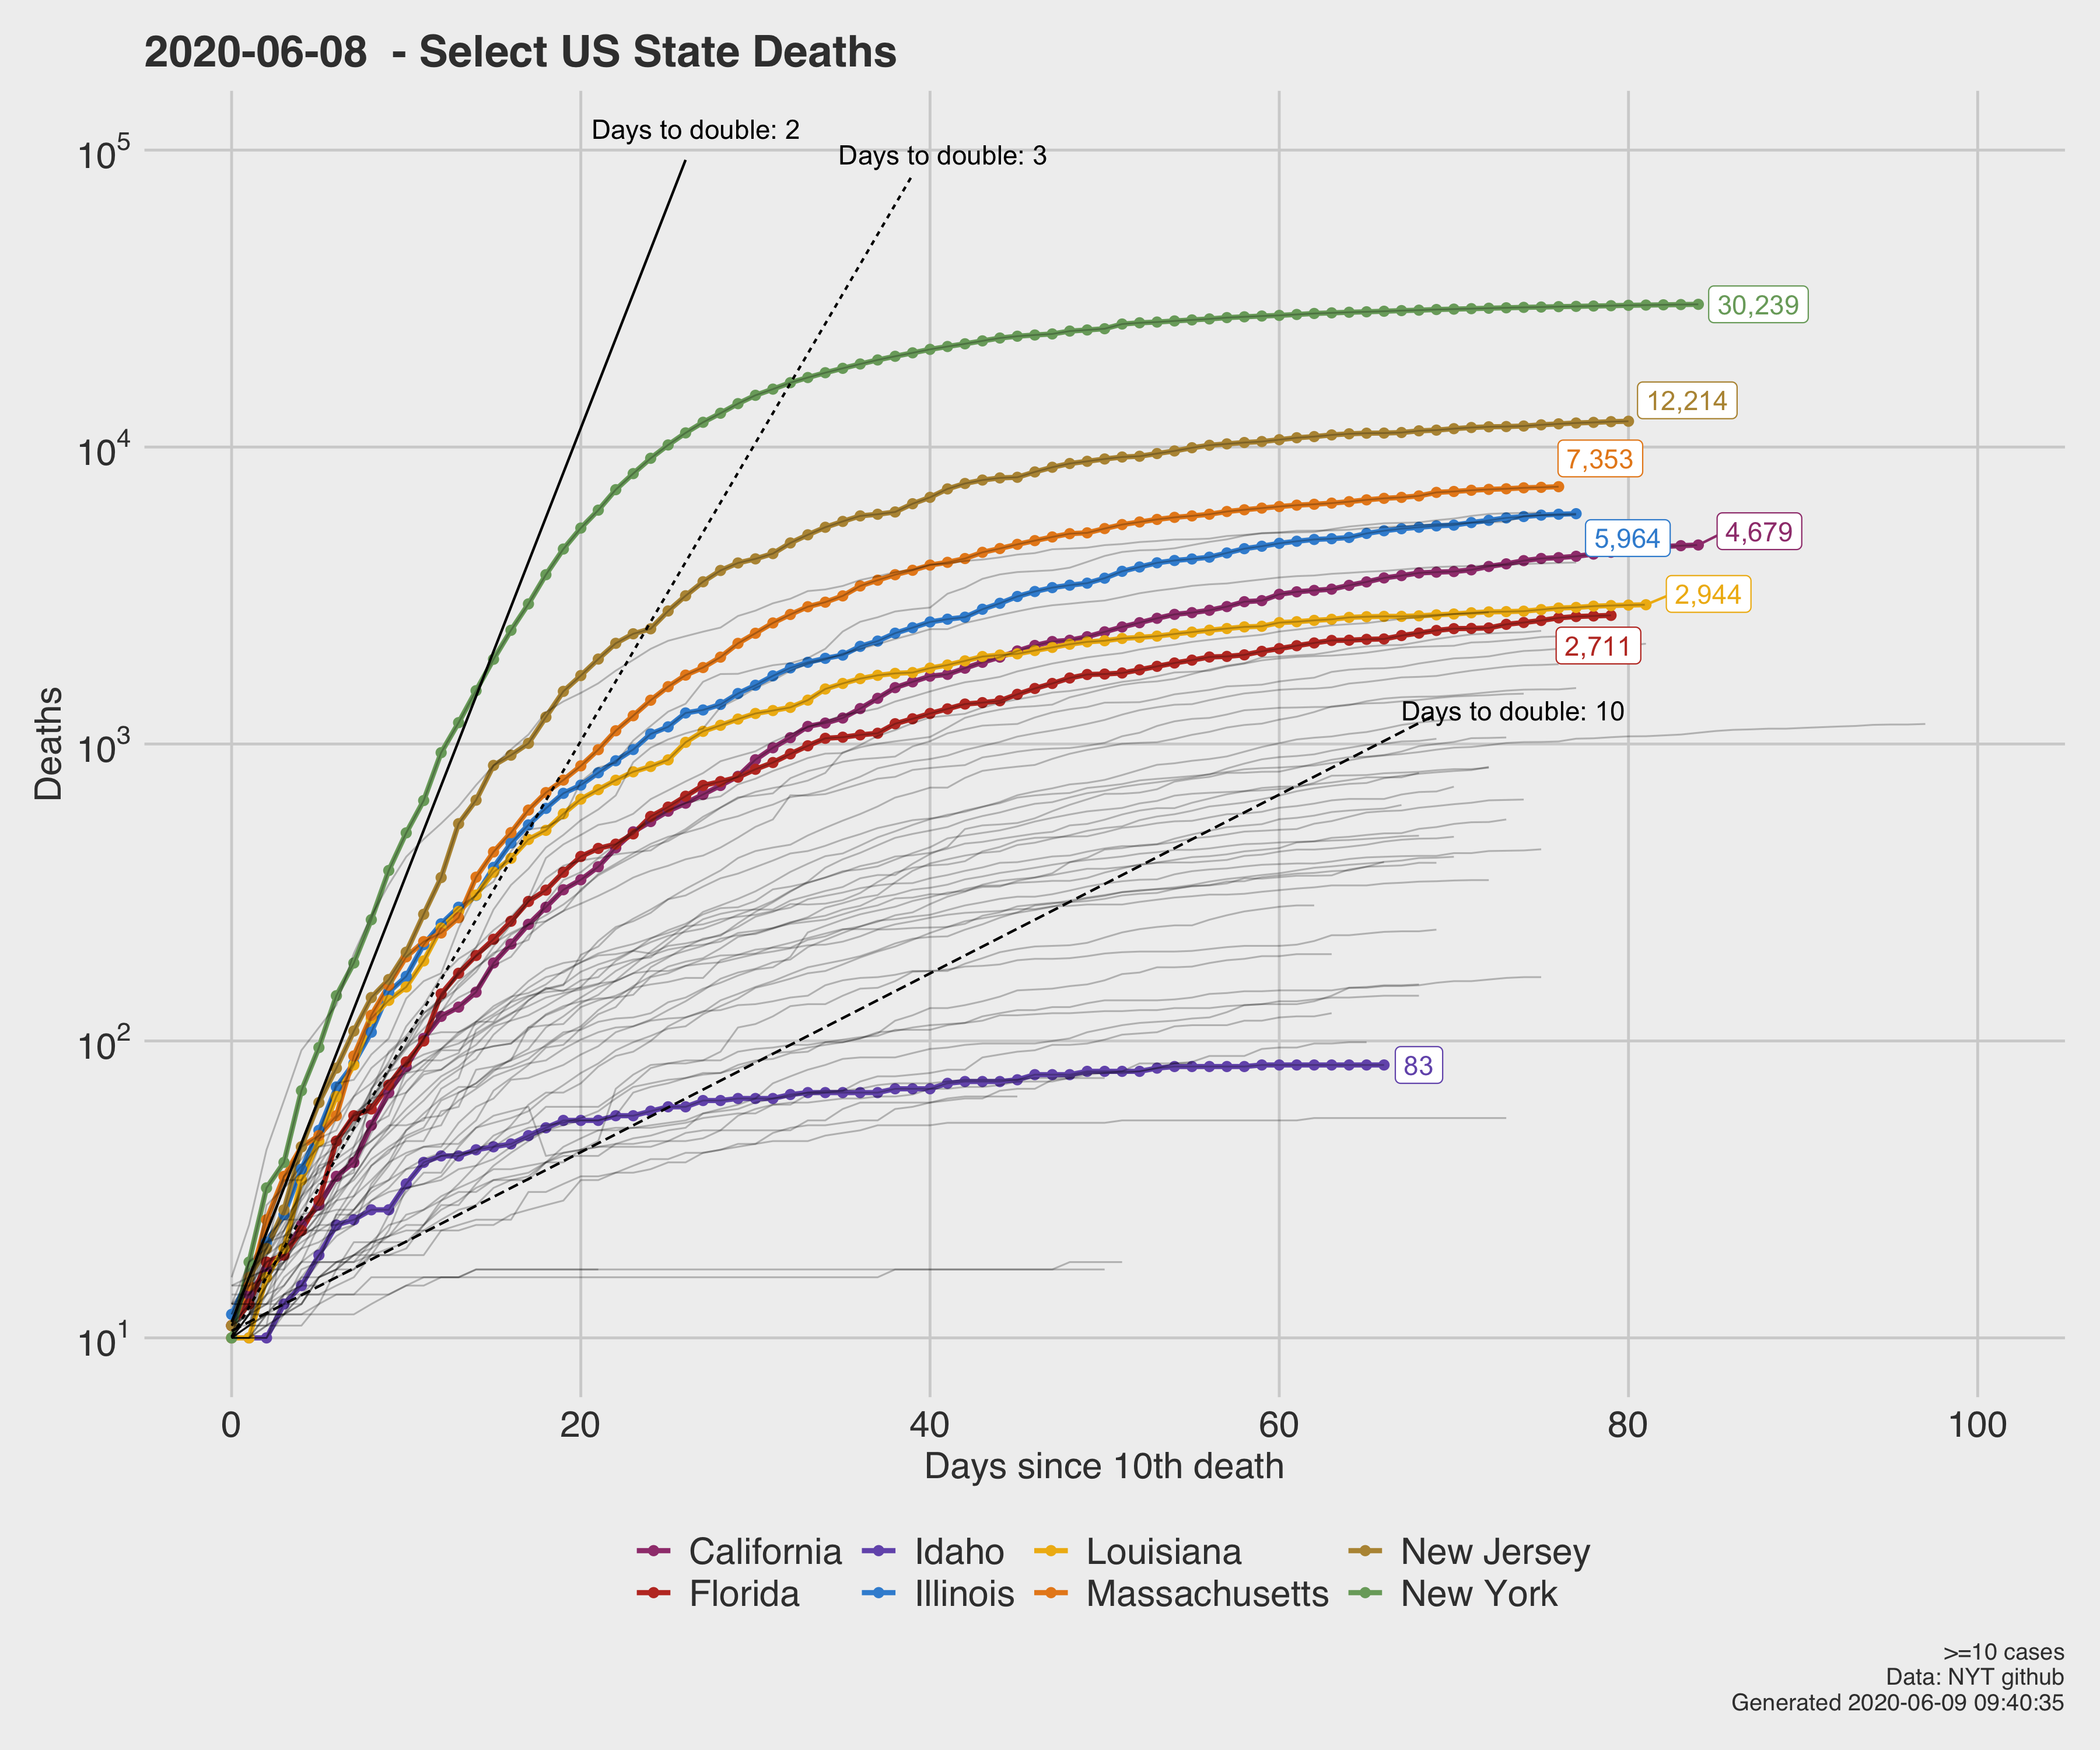 2020-06-08  - Select US State Deaths
Days to double: 2
Days to double: 3
10^5
30,239
12,214
10^4
7,353
4,679
5,964
2,944
2,711
Days to double: 10
10^3
Deaths
10^2
83
10^1
0 20 40 60 80 100
Days since 10th death
California Idaho Louisiana New Jersey
Florida Illinois Massachusetts New York
>=10 cases
Data: NYT github
Generated 2020-06-09 09:40:35